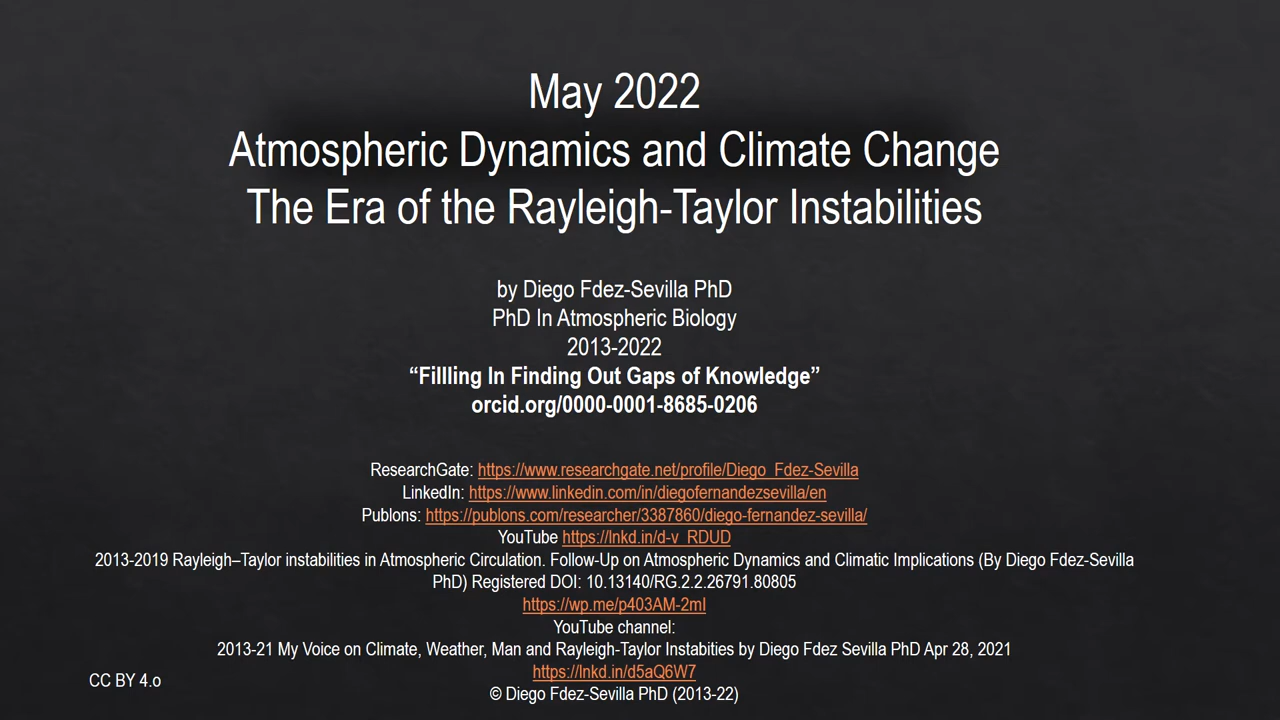 May 2022
Atmospheric Dynamics and Climate Change
The Era of the Rayleigh-Taylor Instabilities
by Diego Fdez-Sevilla PhD
PhD In Atmospheric Biology
2013-2022
“Fillling In Finding Out Gaps of Knowledge”
orcid.org/0000-0001-8685-0206
ResearchGate: https://www.researchgate.net/profile/Diego_Fdez-Sevilla
LinkedIn: https://www.linkedin.com/in/diegofernandezsevilla/en
Publons: https://publons.com/researcher/3387860/diego-fernandez-sevilla/
YouTube https://lnkd.in/d-v_RDUD
2013-2019 Rayleigh–Taylor instabilities in Atmospheric Circulation. Follow-Up on Atmospheric Dynamics and Climatic Implications (By Diego Fdez-Sevilla
PhD) Registered DOI: 10.13140/RG.2.2.26791.80805
https://wp.me/p403AM-2mI
YouTube channel:
2013-21 My Voice on Climate, Weather, Man and Rayleigh-Taylor Instabities by Diego Fdez Sevilla PhD Apr 28, 2021
https://lnkd.in/d5aQ6W7
CC BY 4.o
© Diego Fdez-Sevilla PhD (2013-22)